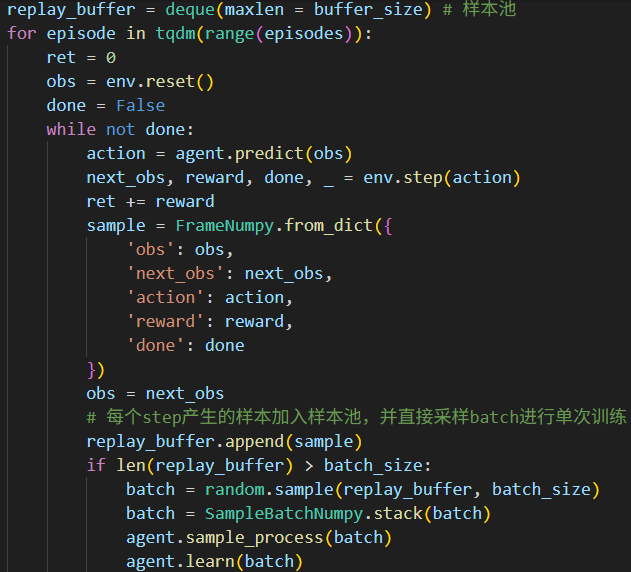 replay_buffer = deque(maxlen = buffer_size) # 样本池
for episode in tqdm(range(episodes)):
    ret = 0
    obs = env.reset()
    done = False
    while not done:
        action = agent.predict(obs)
        next_obs, reward, done, _ = env.step(action)
        ret += reward
        sample = FrameNumpy.from_dict({
            'obs': obs,
            'next_obs': next_obs,
            'action': action,
            'reward': reward,
            'done': done
        })
        obs = next_obs
        # 每个step产生的样本加入样本池，并直接采样batch进行单次训练
        replay_buffer.append(sample)
        if len(replay_buffer) > batch_size:
            batch = random.sample(replay_buffer, batch_size)
            batch = SampleBatchNumpy.stack(batch)
            agent.sample_process(batch)
            agent.learn(batch)